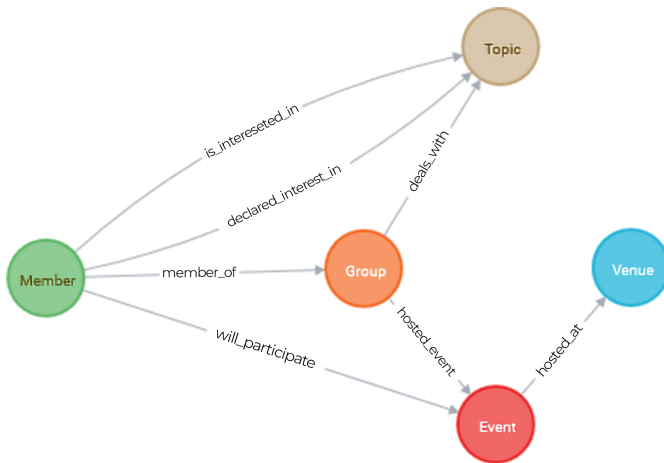 Topic
is_intereseted_in
deals_with
declared_interest_in
Member
member_of
Group
Venue
hosted_event
will_participate
hosted_at
Event